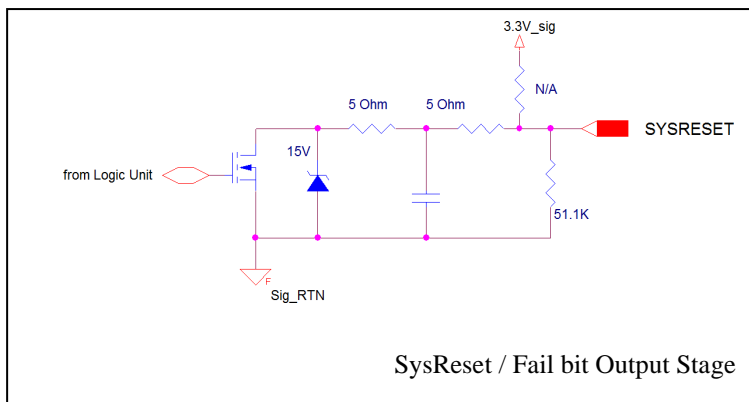 3.3V_sig
N/A
5 Ohm 5 Ohm
SYSRESET
15V
from Logic Unit
51.1K
F
Sig_RTN
SysReset / Fail bit Output Stage